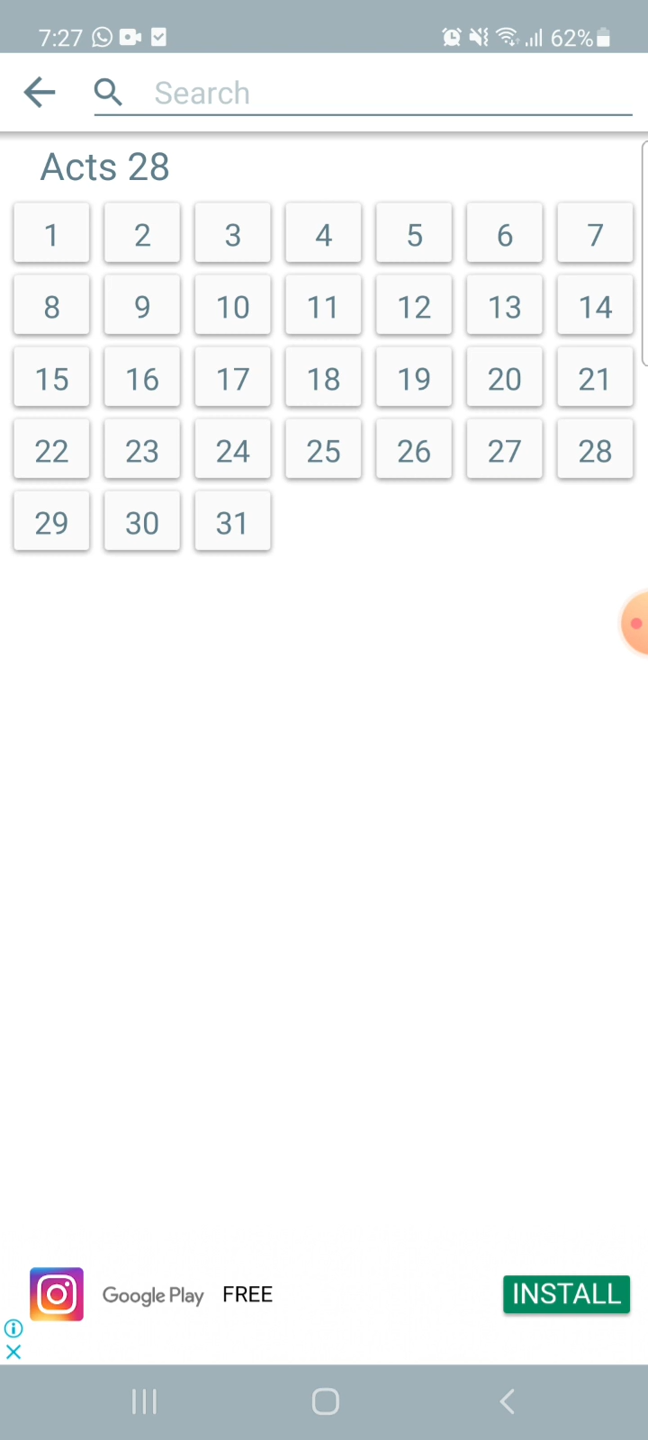 7:27 62%
Search
Acts 28
1 2 3 4 5 6 7
8 9 10 11 12 13 14
15 16 17 18 19 20 21
22 23 24 25 26 27 28
29 30 31
Google Play FREE INSTALL